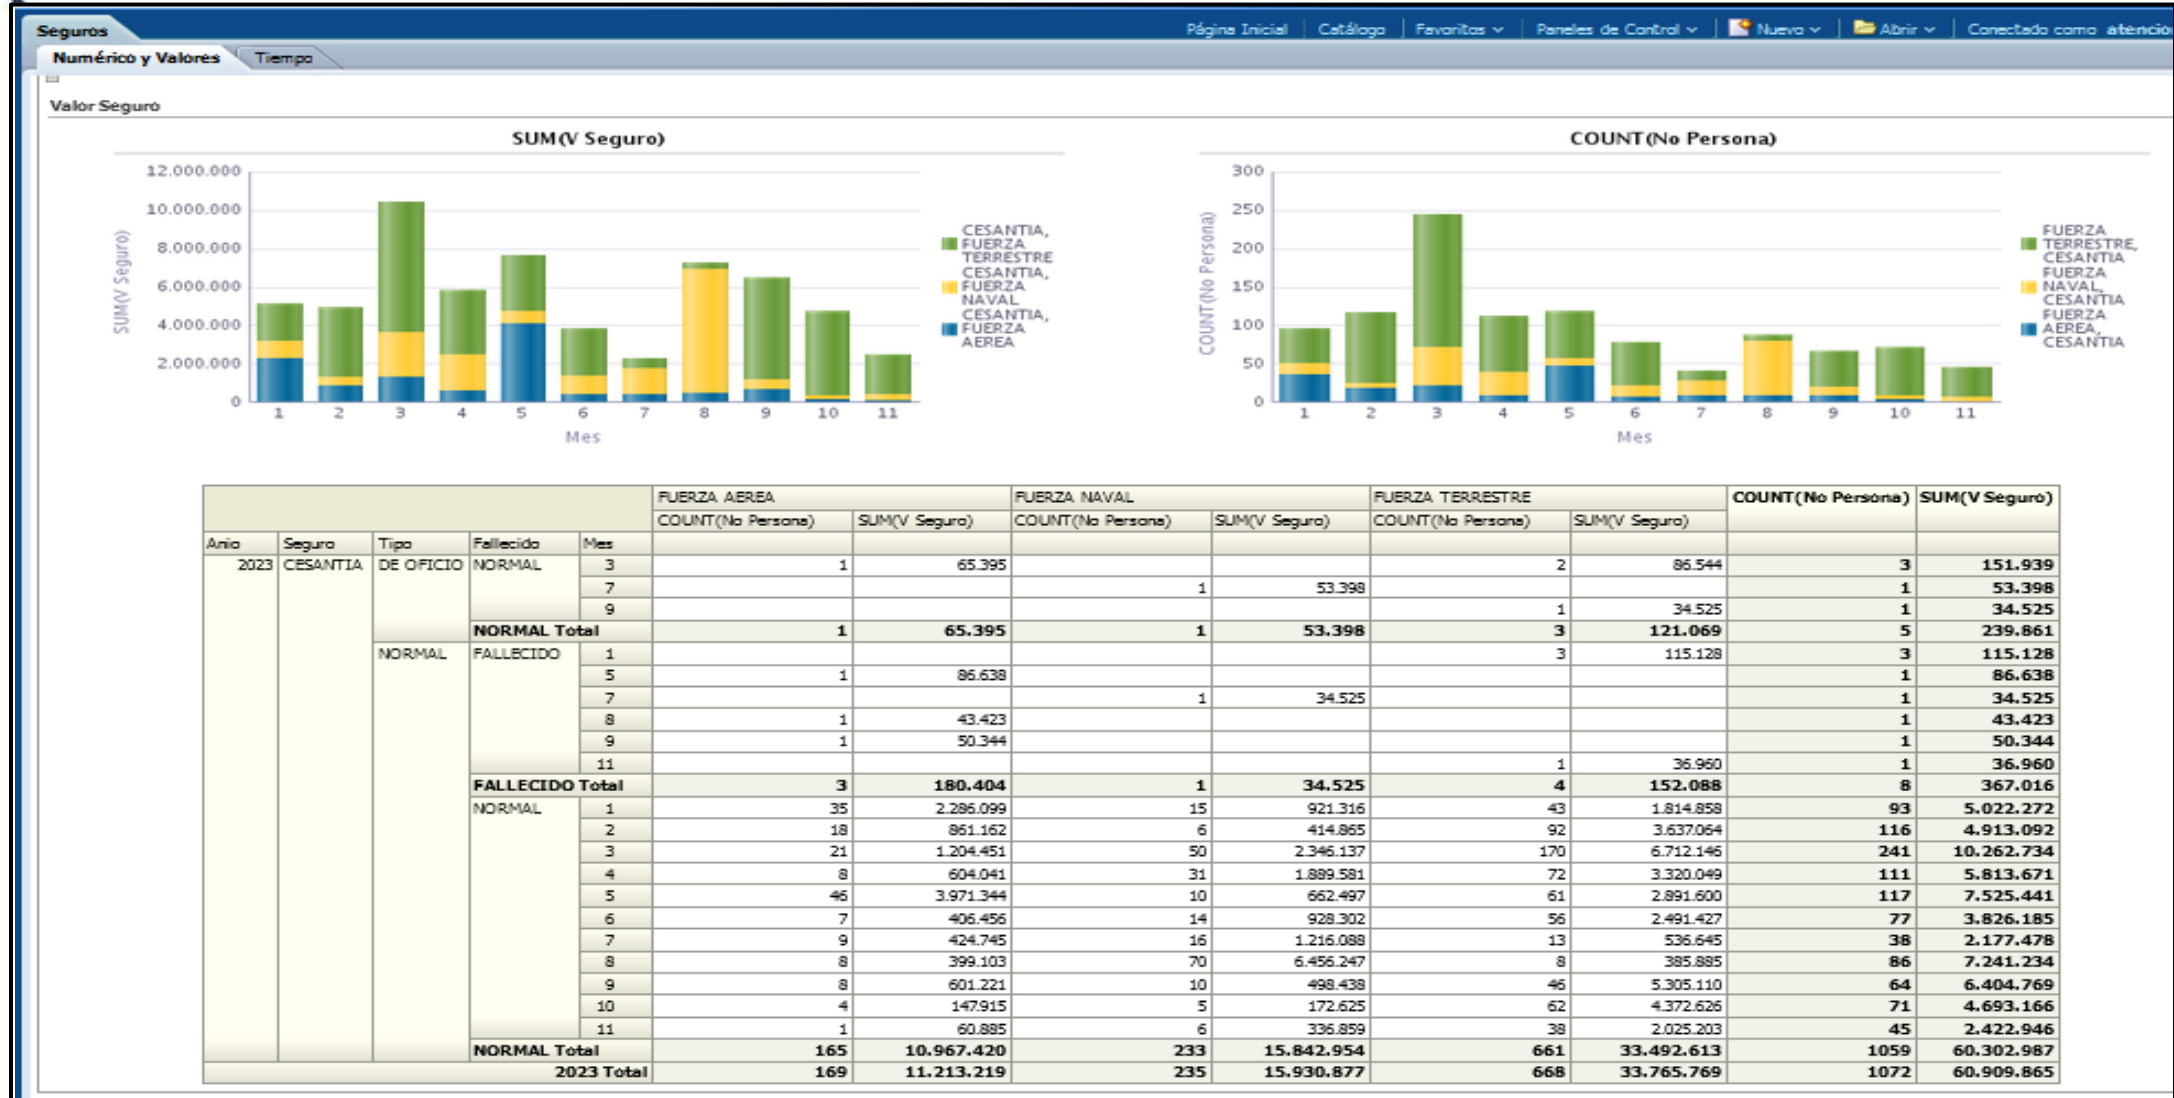 Seguros
Página Inicial Catálogo Favoritos Paneles de Control Nuevo Abrir Conectado como atencio
Numérico y Valores Tiempo
Valor Seguro
SUM(V Seguro)
12.000.000
10.000.000
8.000.000
6.000.000
4.000.000
2.000.000
0
SUM(V Seguro)
1 2 3 4 5 6 7 8 9 10 11
Mes
CESANTIA,
FUERZA
TERRESTRE
CESANTIA,
FUERZA
NAVAL
CESANTIA,
FUERZA
AEREA
COUNT(No Persona)
300
250
200
150
100
50
0
COUNT(No Persona)
1 2 3 4 5 6 7 8 9 10 11
Mes
FUERZA
TERRESTRE,
CESANTIA
FUERZA
NAVAL,
CESANTIA
FUERZA
AEREA,
CESANTIA
FUERZA AEREA FUERZA NAVAL FUERZA TERRESTRE COUNT(No Persona) SUM(V Seguro)
COUNT(No Persona) SUM(V Seguro) COUNT(No Persona) SUM(V Seguro) COUNT(No Persona) SUM(V Seguro)
Anio Seguro Tipo Fallecido Mes
2023 CESANTIA DE OFICIO NORMAL 3 1 65.395 2 86.544 3 151.939
7 1 53.398 1 53.398
9 1 34.525 1 34.525
NORMAL Total 1 65.395 1 53.398 3 121.069 5 239.861
NORMAL FALLECIDO 1 3 115.128 3 115.128
5 1 86.638 1 86.638
7 1 34.525 1 34.525
8 1 43.423 1 43.423
9 1 50.344 1 50.344
11 1 36.960 1 36.960
FALLECIDO Total 3 180.404 1 34.525 4 152.088 8 367.016
NORMAL 1 35 2.286.099 15 921.316 43 1.814.858 93 5.022.272
2 18 861.162 6 414.865 92 3.637.064 116 4.913.092
3 21 1.204.451 50 2.346.137 170 6.712.146 241 10.262.734
4 8 604.041 31 1.889.581 72 3.320.049 111 5.813.671
5 46 3.971.344 10 662.497 61 2.891.600 117 7.525.441
6 7 406.456 14 928.302 56 2.491.427 77 3.826.185
7 9 424.745 16 1.216.088 13 536.645 38 2.177.478
8 8 399.103 70 6.456.247 8 385.885 86 7.241.234
9 8 601.221 10 498.438 46 5.305.110 64 6.404.769
10 4 147.915 5 172.625 62 4.372.626 71 4.693.166
11 1 60.885 6 336.859 38 2.025.203 45 2.422.946
NORMAL Total 165 10.967.420 233 15.842.954 661 33.492.613 1059 60.302.987
2023 Total 169 11.213.219 235 15.930.877 668 33.765.769 1072 60.909.865